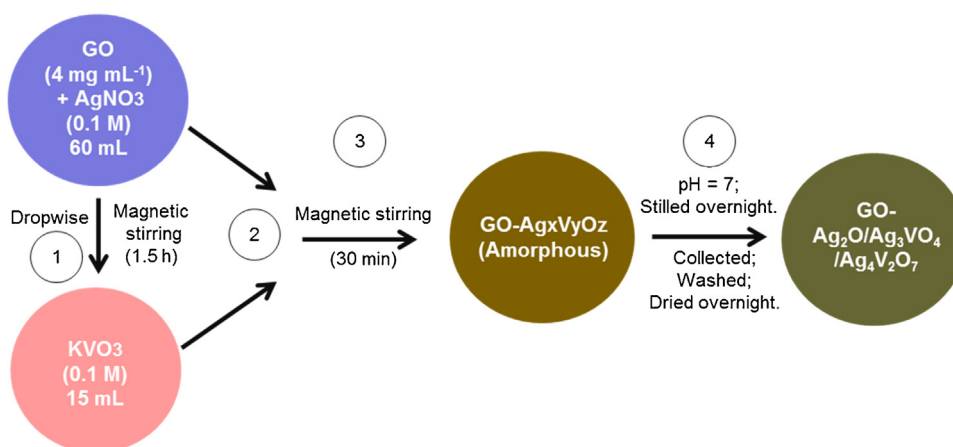 GO
(4 mg mL⁻¹)
+ AgNO3
(0.1 M)
60 mL
Dropwise
1
Magnetic
stirring
(1.5 h)
KVO3
(0.1 M)
15 mL
2
3
Magnetic stirring
(30 min)
GO-AgxVyOz
(Amorphous)
4
pH = 7;
Stilled overnight.
Collected;
Washed;
Dried overnight.
GO-
Ag₂O/Ag₃VO₄
/Ag₄V₂O₇